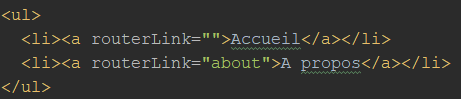 <ul>
<li><a routerLink="">Accueil</a></li>
<li><a routerLink="about">A propos</a></li>
</ul>